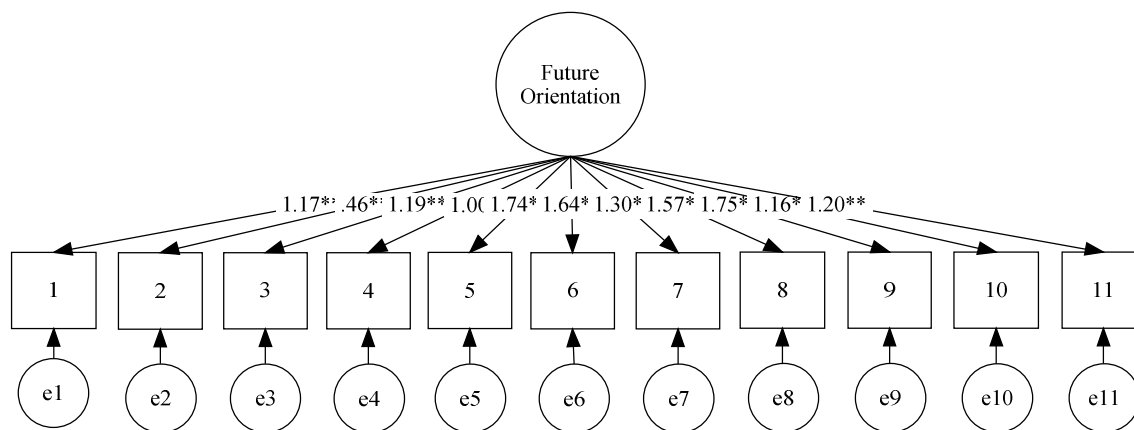 Future
Orientation
1.17** .46** 1.19** 1.00 1.74* 1.64* 1.30* 1.57* 1.75* 1.16* 1.20**
1 2 3 4 5 6 7 8 9 10 11
e1 e2 e3 e4 e5 e6 e7 e8 e9 e10 e11